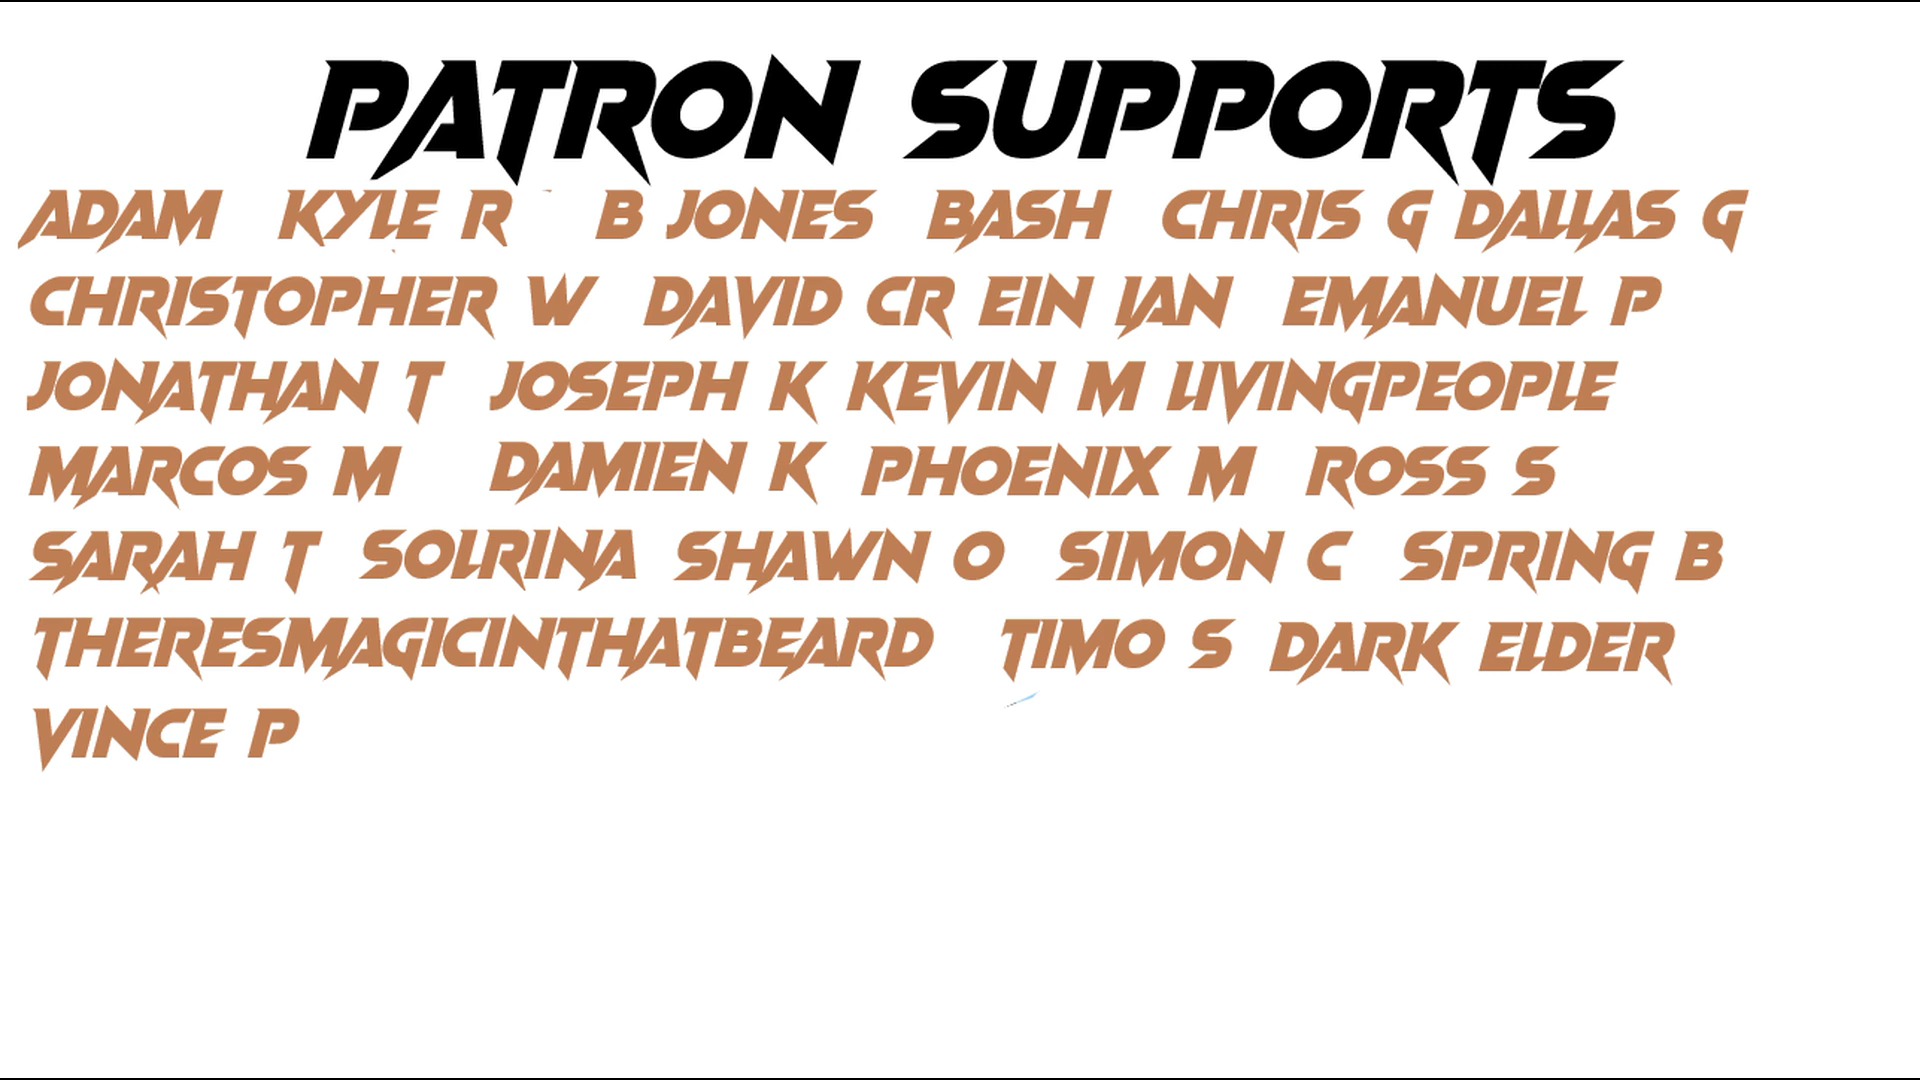 PATRON SUPPORTS
ADAM KYLE R B JONES BASH CHRIS G DALLAS G
CHRISTOPHER W DAVID CR EIN IAN EMANUEL P
JONATHAN T JOSEPH K KEVIN M LIVINGPEOPLE
MARCOS M DAMIEN K PHOENIX M ROSS S
SARAH T SOLRINA SHAWN O SIMON C SPRING B
THERESMAGICINTHATBEARD TIMO S DARK ELDER
VINCE P